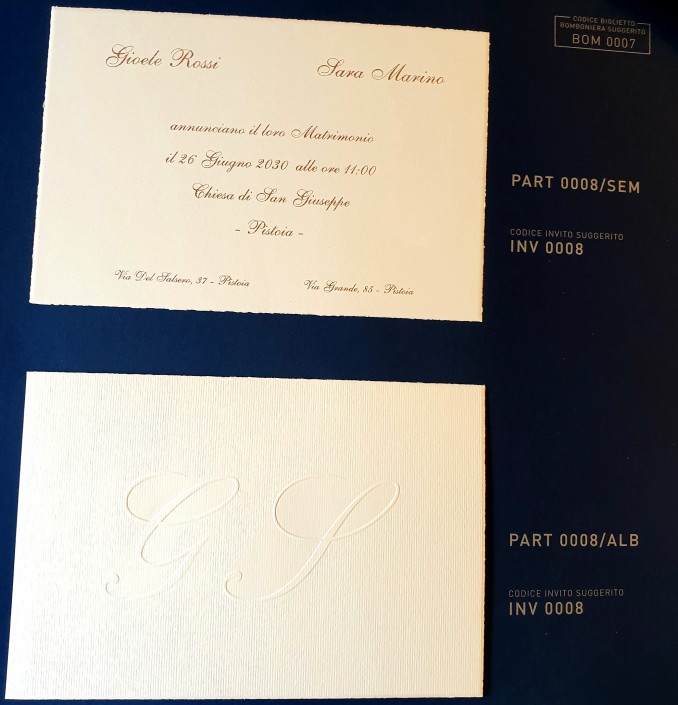 CODICE BIGLIETTO
BOMBONIERA SUGGERITO
BOM 0007
Gioele Rossi
Sara Marino
annunciano il loro Matrimonio
il 26 Giugno 2030 alle ore 11:00
Chiesa di San Giuseppe
- Pistoia -
Via Del Salsero, 37 - Pistoia
Via Grande, 85 - Pistoia
PART 0008/SEM
CODICE INVITO SUGGERITO
INV 0008
G S
PART 0008/ALB
CODICE INVITO SUGGERITO
INV 0008